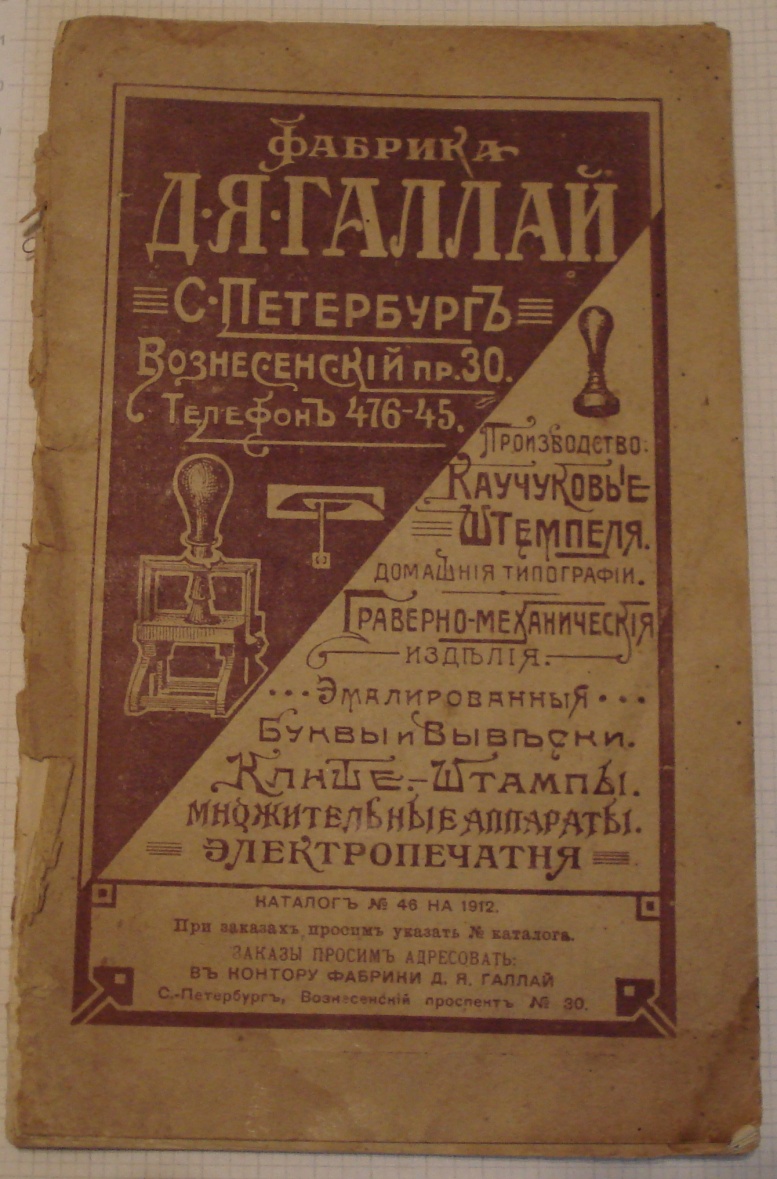 ФАБРИКА
Д·Я·ГАЛЛАЙ
С·ПЕТЕРБУРГЪ
ВОЗНЕСЕНСКІЙ ПР. 30.
ТЕЛЕФОНЪ 476-45.
ПРОИЗВОДСТВО:
КАУЧУКОВЫЕ
ШТЕМПЕЛЯ.
ДОМАШНІЯ ТИПОГРАФІИ.
ГРАВЕРНО-МЕХАНИЧЕСКІЯ
ИЗДѢЛІЯ.
ЭМАЛИРОВАННЫЯ
БУКВЫ И ВЫВѢСКИ.
КЛИШЕ.-ШТАМПЫ.
МНОЖИТЕЛЬНЫЕ АППАРАТЫ.
ЭЛЕКТРОПЕЧАТНЯ
КАТАЛОГЪ № 46 НА 1912.
При заказахъ просимъ указать № каталога.
ЗАКАЗЫ ПРОСИМЪ АДРЕСОВАТЬ:
ВЪ КОНТОРУ ФАБРИКИ Д. Я. ГАЛЛАЙ
С.-Петербургъ, Вознесенскій проспектъ № 30.